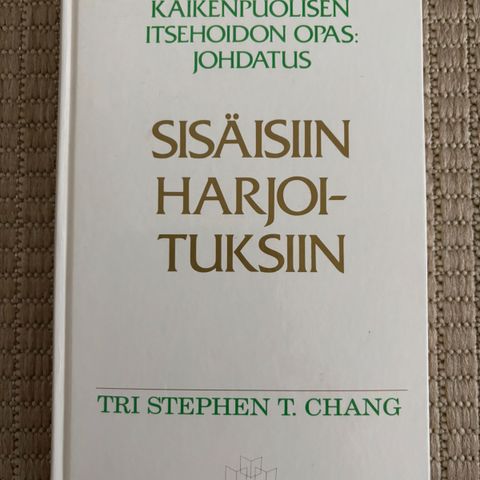 KAIKENPUOLISEN
ITSEHOIDON OPAS:
JOHDATUS
SISÄISIIN
HARJOI-
TUKSIIN
TRI STEPHEN T. CHANG